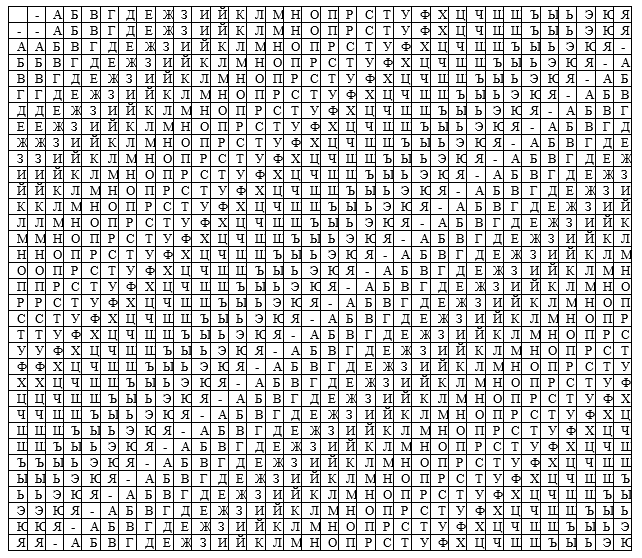 - А Б В Г Д Е Ж З И Й К Л М Н О П Р С Т У Ф Х Ц Ч Ш Щ Ъ Ы Ь Э Ю Я
- - А Б В Г Д Е Ж З И Й К Л М Н О П Р С Т У Ф Х Ц Ч Ш Щ Ъ Ы Ь Э Ю Я
А А Б В Г Д Е Ж З И Й К Л М Н О П Р С Т У Ф Х Ц Ч Ш Щ Ъ Ы Ь Э Ю Я -
Б Б В Г Д Е Ж З И Й К Л М Н О П Р С Т У Ф Х Ц Ч Ш Щ Ъ Ы Ь Э Ю Я - А
В В Г Д Е Ж З И Й К Л М Н О П Р С Т У Ф Х Ц Ч Ш Щ Ъ Ы Ь Э Ю Я - А Б
Г Г Д Е Ж З И Й К Л М Н О П Р С Т У Ф Х Ц Ч Ш Щ Ъ Ы Ь Э Ю Я - А Б В
Д Д Е Ж З И Й К Л М Н О П Р С Т У Ф Х Ц Ч Ш Щ Ъ Ы Ь Э Ю Я - А Б В Г
Е Е Ж З И Й К Л М Н О П Р С Т У Ф Х Ц Ч Ш Щ Ъ Ы Ь Э Ю Я - А Б В Г Д
Ж Ж З И Й К Л М Н О П Р С Т У Ф Х Ц Ч Ш Щ Ъ Ы Ь Э Ю Я - А Б В Г Д Е
З З И Й К Л М Н О П Р С Т У Ф Х Ц Ч Ш Щ Ъ Ы Ь Э Ю Я - А Б В Г Д Е Ж
И И Й К Л М Н О П Р С Т У Ф Х Ц Ч Ш Щ Ъ Ы Ь Э Ю Я - А Б В Г Д Е Ж З
Й Й К Л М Н О П Р С Т У Ф Х Ц Ч Ш Щ Ъ Ы Ь Э Ю Я - А Б В Г Д Е Ж З И
К К Л М Н О П Р С Т У Ф Х Ц Ч Ш Щ Ъ Ы Ь Э Ю Я - А Б В Г Д Е Ж З И Й
Л Л М Н О П Р С Т У Ф Х Ц Ч Ш Щ Ъ Ы Ь Э Ю Я - А Б В Г Д Е Ж З И Й К
М М Н О П Р С Т У Ф Х Ц Ч Ш Щ Ъ Ы Ь Э Ю Я - А Б В Г Д Е Ж З И Й К Л
Н Н О П Р С Т У Ф Х Ц Ч Ш Щ Ъ Ы Ь Э Ю Я - А Б В Г Д Е Ж З И Й К Л М
О О П Р С Т У Ф Х Ц Ч Ш Щ Ъ Ы Ь Э Ю Я - А Б В Г Д Е Ж З И Й К Л М Н
П П Р С Т У Ф Х Ц Ч Ш Щ Ъ Ы Ь Э Ю Я - А Б В Г Д Е Ж З И Й К Л М Н О
Р Р С Т У Ф Х Ц Ч Ш Щ Ъ Ы Ь Э Ю Я - А Б В Г Д Е Ж З И Й К Л М Н О П
С С Т У Ф Х Ц Ч Ш Щ Ъ Ы Ь Э Ю Я - А Б В Г Д Е Ж З И Й К Л М Н О П Р
Т Т У Ф Х Ц Ч Ш Щ Ъ Ы Ь Э Ю Я - А Б В Г Д Е Ж З И Й К Л М Н О П Р С
У У Ф Х Ц Ч Ш Щ Ъ Ы Ь Э Ю Я - А Б В Г Д Е Ж З И Й К Л М Н О П Р С Т
Ф Ф Х Ц Ч Ш Щ Ъ Ы Ь Э Ю Я - А Б В Г Д Е Ж З И Й К Л М Н О П Р С Т У
Х Х Ц Ч Ш Щ Ъ Ы Ь Э Ю Я - А Б В Г Д Е Ж З И Й К Л М Н О П Р С Т У Ф
Ц Ц Ч Ш Щ Ъ Ы Ь Э Ю Я - А Б В Г Д Е Ж З И Й К Л М Н О П Р С Т У Ф Х
Ч Ч Ш Щ Ъ Ы Ь Э Ю Я - А Б В Г Д Е Ж З И Й К Л М Н О П Р С Т У Ф Х Ц
Ш Ш Щ Ъ Ы Ь Э Ю Я - А Б В Г Д Е Ж З И Й К Л М Н О П Р С Т У Ф Х Ц Ч
Щ Щ Ъ Ы Ь Э Ю Я - А Б В Г Д Е Ж З И Й К Л М Н О П Р С Т У Ф Х Ц Ч Ш
Ъ Ъ Ы Ь Э Ю Я - А Б В Г Д Е Ж З И Й К Л М Н О П Р С Т У Ф Х Ц Ч Ш Щ
Ы Ы Ь Э Ю Я - А Б В Г Д Е Ж З И Й К Л М Н О П Р С Т У Ф Х Ц Ч Ш Щ Ъ
Ь Ь Э Ю Я - А Б В Г Д Е Ж З И Й К Л М Н О П Р С Т У Ф Х Ц Ч Ш Щ Ъ Ы
Э Э Ю Я - А Б В Г Д Е Ж З И Й К Л М Н О П Р С Т У Ф Х Ц Ч Ш Щ Ъ Ы Ь
Ю Ю Я - А Б В Г Д Е Ж З И Й К Л М Н О П Р С Т У Ф Х Ц Ч Ш Щ Ъ Ы Ь Э
Я Я - А Б В Г Д Е Ж З И Й К Л М Н О П Р С Т У Ф Х Ц Ч Ш Щ Ъ Ы Ь Э Ю